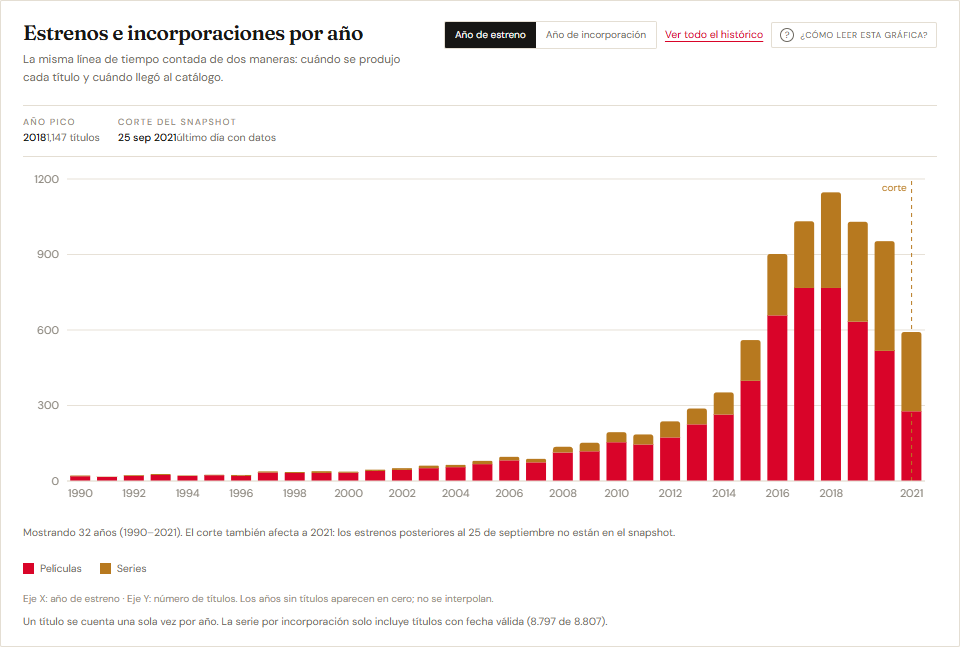 Estrenos e incorporaciones por año
La misma línea de tiempo contada de dos maneras: cuándo se produjo
cada título y cuándo llegó al catálogo.
Año de estreno
Año de incorporación
Ver todo el histórico
? ¿CÓMO LEER ESTA GRÁFICA?
AÑO PICO
20181,147 títulos
CORTE DEL SNAPSHOT
25 sep 2021último día con datos
1200
900
600
300
0
corte
1990 1992 1994 1996 1998 2000 2002 2004 2006 2008 2010 2012 2014 2016 2018 2021
Mostrando 32 años (1990–2021). El corte también afecta a 2021: los estrenos posteriores al 25 de septiembre no están en el snapshot.
Películas
Series
Eje X: año de estreno · Eje Y: número de títulos. Los años sin títulos aparecen en cero; no se interpolan.
Un título se cuenta una sola vez por año. La serie por incorporación solo incluye títulos con fecha válida (8.797 de 8.807).